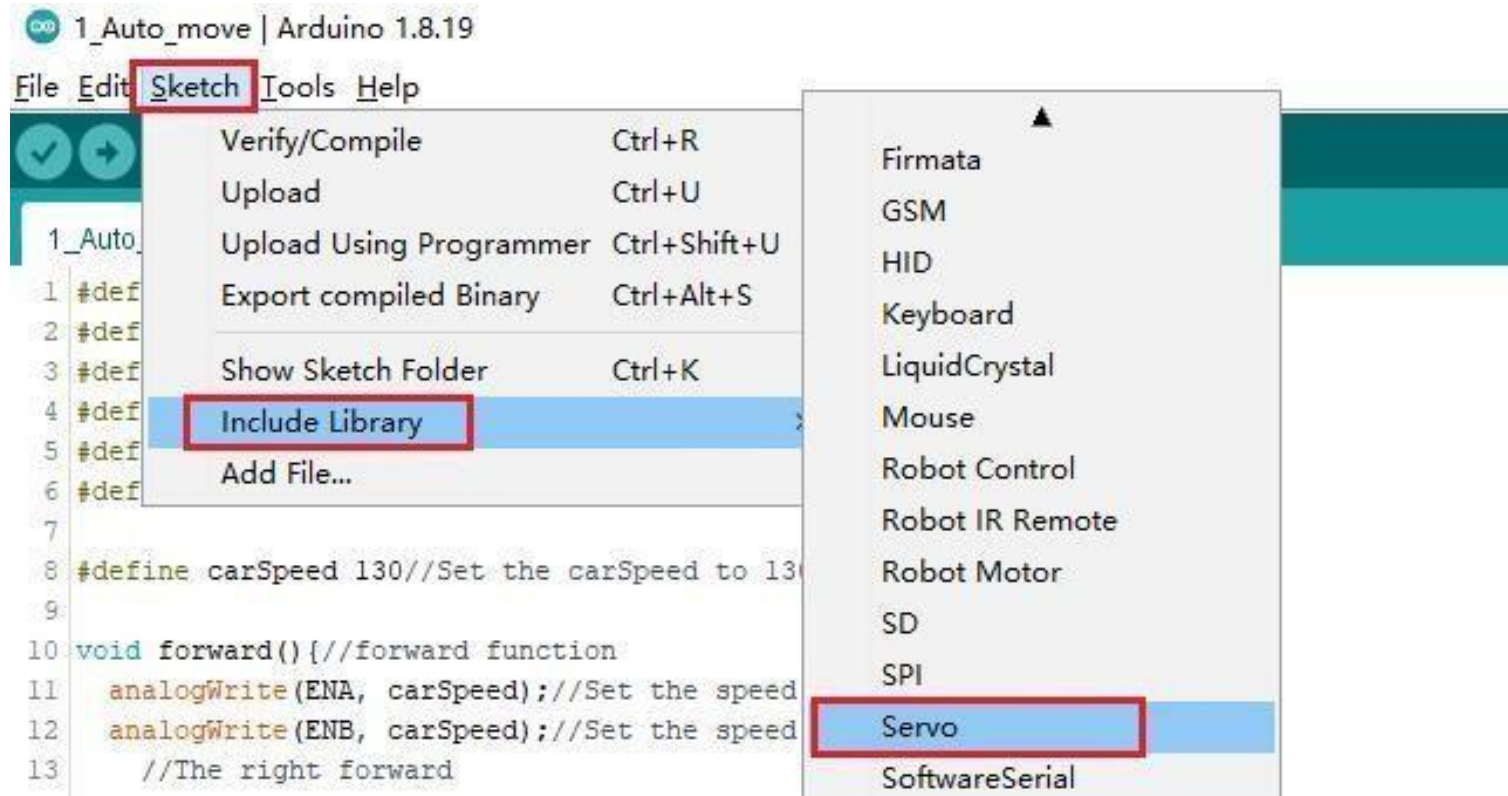 1_Auto_move | Arduino 1.8.19
File Edit Sketch Tools Help
Verify/Compile Ctrl+R
Upload Ctrl+U
Upload Using Programmer Ctrl+Shift+U
Export compiled Binary Ctrl+Alt+S
Show Sketch Folder Ctrl+K
Include Library
Add File...
Firmata
GSM
HID
Keyboard
LiquidCrystal
Mouse
Robot Control
Robot IR Remote
Robot Motor
SD
SPI
Servo
SoftwareSerial
1_Auto_
1 #def
2 #def
3 #def
4 #def
5 #def
6 #def
7
8 #define carSpeed 130//Set the carSpeed to 130
9
10 void forward(){//forward function
11 analogWrite(ENA, carSpeed);//Set the speed
12 analogWrite(ENB, carSpeed);//Set the speed
13 //The right forward